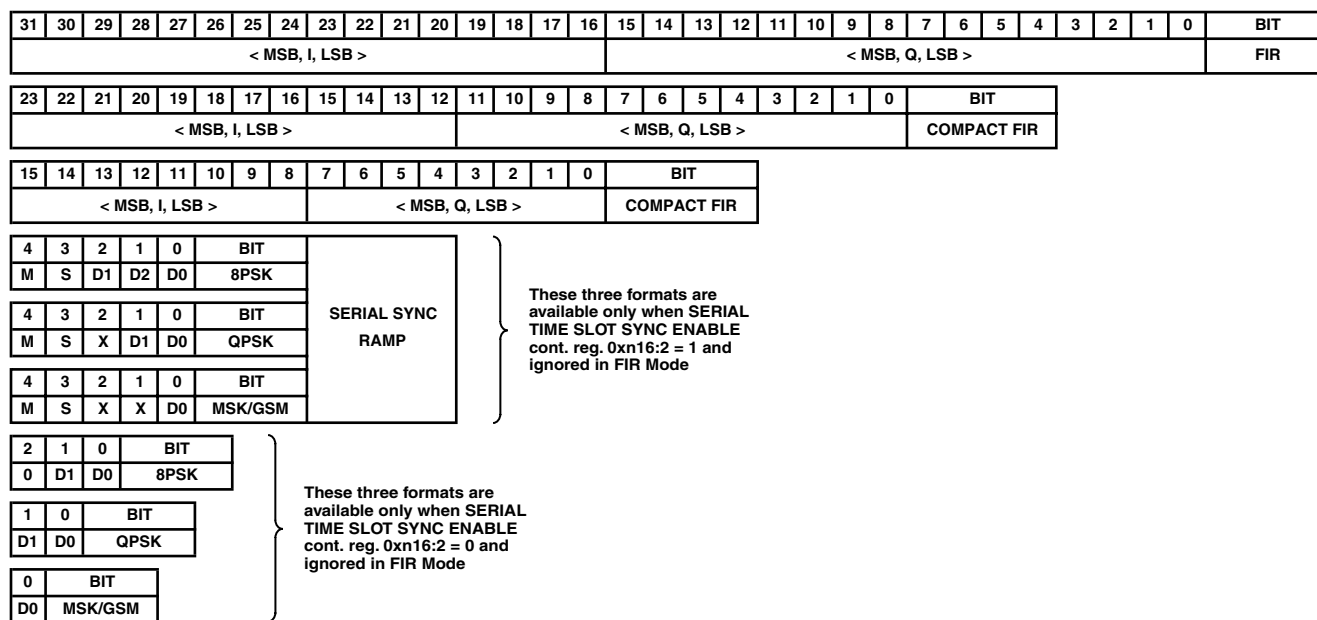 31 30 29 28 27 26 25 24 23 22 21 20 19 18 17 16 15 14 13 12 11 10 9 8 7 6 5 4 3 2 1 0 BIT
< MSB, I, LSB > < MSB, Q, LSB > FIR
23 22 21 20 19 18 17 16 15 14 13 12 11 10 9 8 7 6 5 4 3 2 1 0 BIT
< MSB, I, LSB > < MSB, Q, LSB > COMPACT FIR
15 14 13 12 11 10 9 8 7 6 5 4 3 2 1 0 BIT
< MSB, I, LSB > < MSB, Q, LSB > COMPACT FIR
4 3 2 1 0 BIT
M S D1 D2 D0 8PSK
4 3 2 1 0 BIT
M S X D1 D0 QPSK
4 3 2 1 0 BIT
M S X X D0 MSK/GSM
SERIAL SYNC
RAMP
These three formats are
available only when SERIAL
TIME SLOT SYNC ENABLE
cont. reg. 0xn16:2 = 1 and
ignored in FIR Mode
2 1 0 BIT
0 D1 D0 8PSK
1 0 BIT
D1 D0 QPSK
0 BIT
D0 MSK/GSM
These three formats are
available only when SERIAL
TIME SLOT SYNC ENABLE
cont. reg. 0xn16:2 = 0 and
ignored in FIR Mode